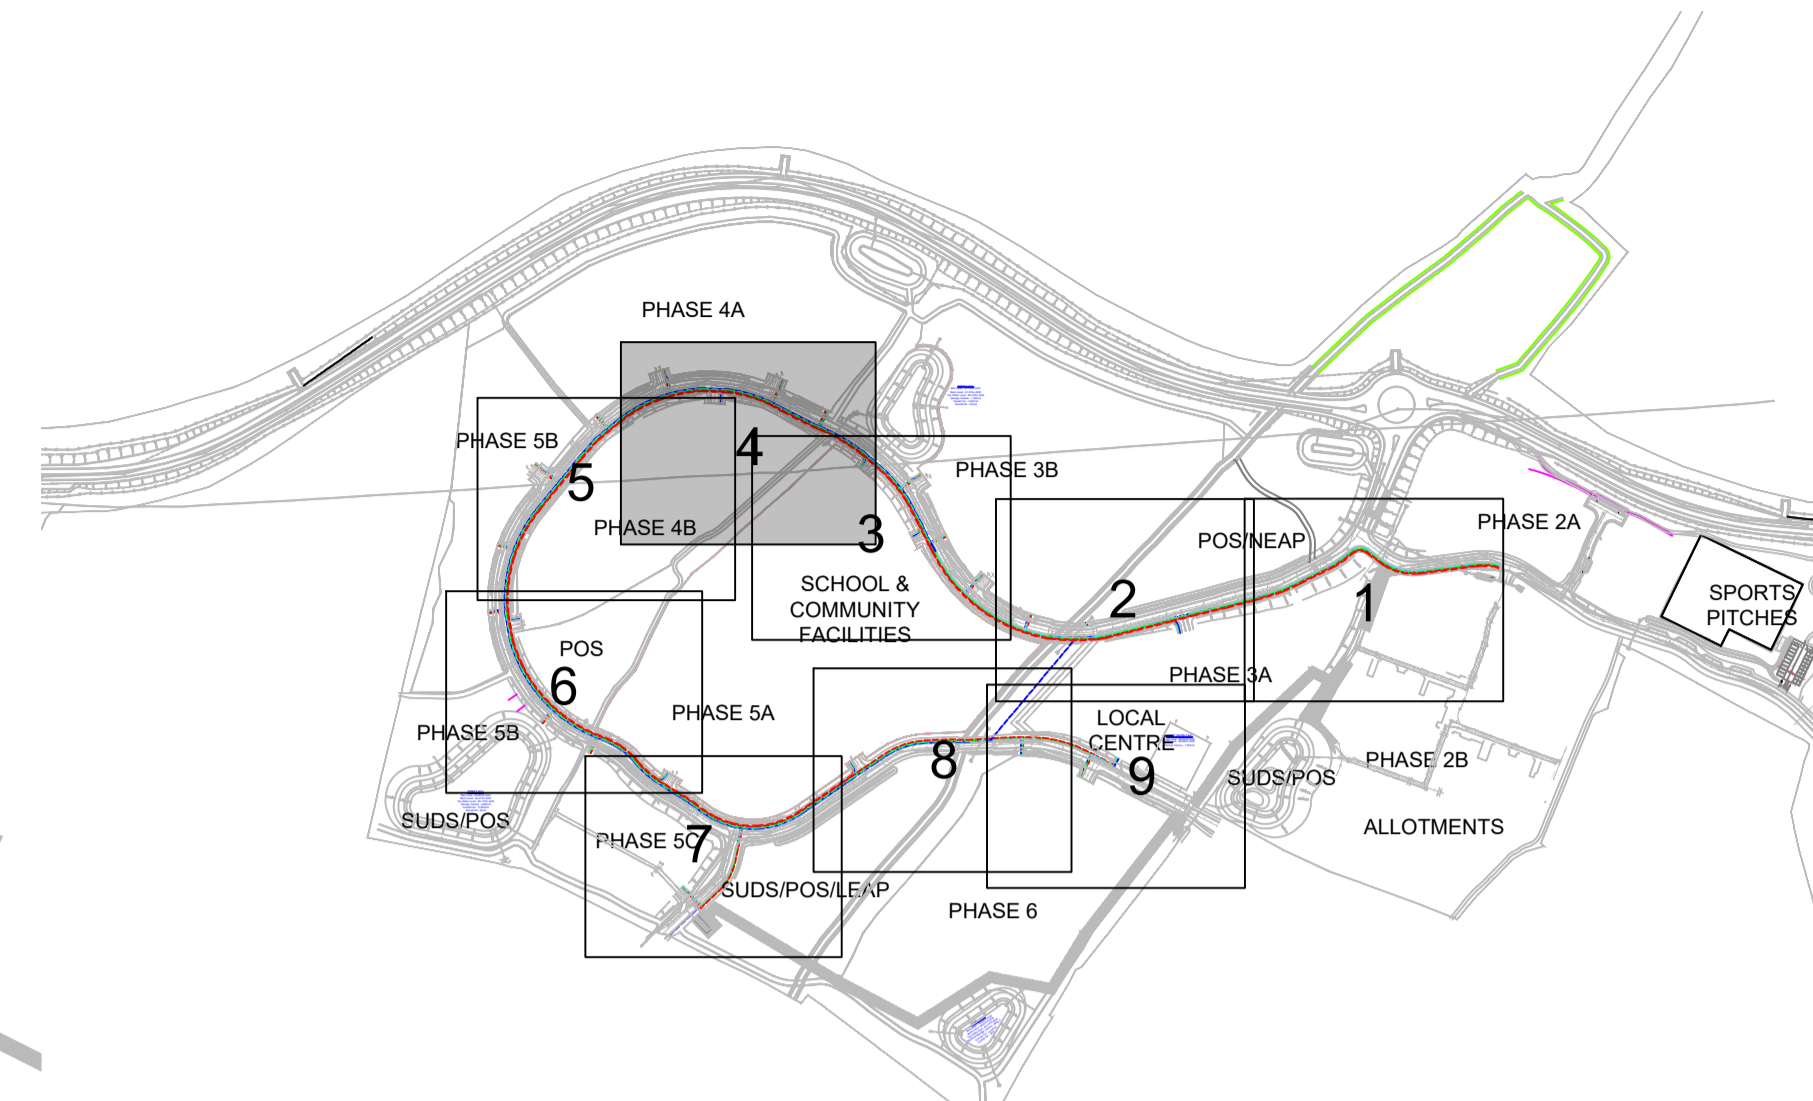 PHASE 4A
PHASE 5B
4
5
PHASE 3B
PHASE 4B
3
POS/NEAP
PHASE 2A
SCHOOL &
COMMUNITY
FACILITIES
2
1
SPORTS
PITCHES
POS
6
PHASE 3A
PHASE 5A
PHASE 5B
LOCAL
CENTRE
8
9
SUDS/POS
PHASE 2B
SUDS/POS
ALLOTMENTS
PHASE 5C
7
SUDS/POS/LEAP
PHASE 6